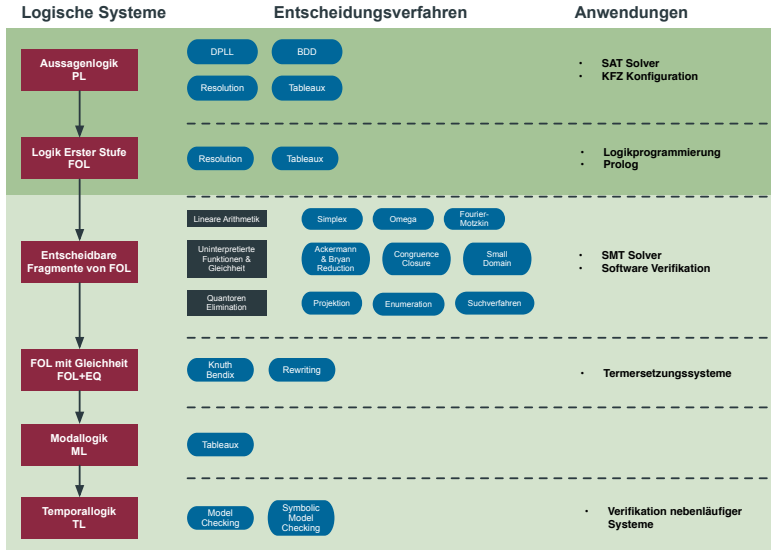 Logische Systeme
Entscheidungsverfahren
Anwendungen
Aussagenlogik
PL
DPLL
BDD
Resolution
Tableaux
· SAT Solver
· KFZ Konfiguration
Logik Erster Stufe
FOL
Resolution
Tableaux
· Logikprogrammierung
· Prolog
Entscheidbare
Fragmente von FOL
Lineare Arithmetik
Simplex
Omega
Fourier-
Motzkin
Uninterpretierte
Funktionen &
Gleichheit
Ackermann
& Bryan
Reduction
Congruence
Closure
Small
Domain
Quantoren
Elimination
Projektion
Enumeration
Suchverfahren
· SMT Solver
· Software Verifikation
FOL mit Gleichheit
FOL+EQ
Knuth
Bendix
Rewriting
· Termersetzungssysteme
Modallogik
ML
Tableaux
Temporallogik
TL
Model
Checking
Symbolic
Model
Checking
· Verifikation nebenläufiger
Systeme